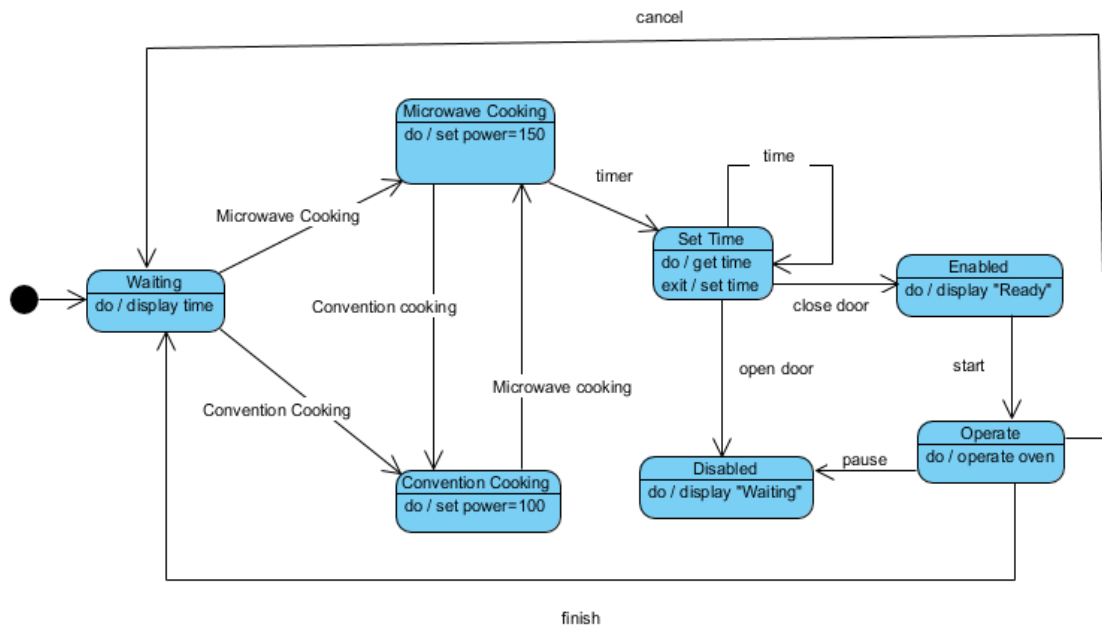 cancel
Microwave Cooking
do / set power=150
time
timer
Microwave Cooking
Set Time
do / get time
exit / set time
Enabled
do / display "Ready"
Waiting
do / display time
Convention cooking
close door
open door
start
Microwave cooking
Convention Cooking
Operate
do / operate oven
pause
Disabled
do / display "Waiting"
Convention Cooking
do / set power=100
finish